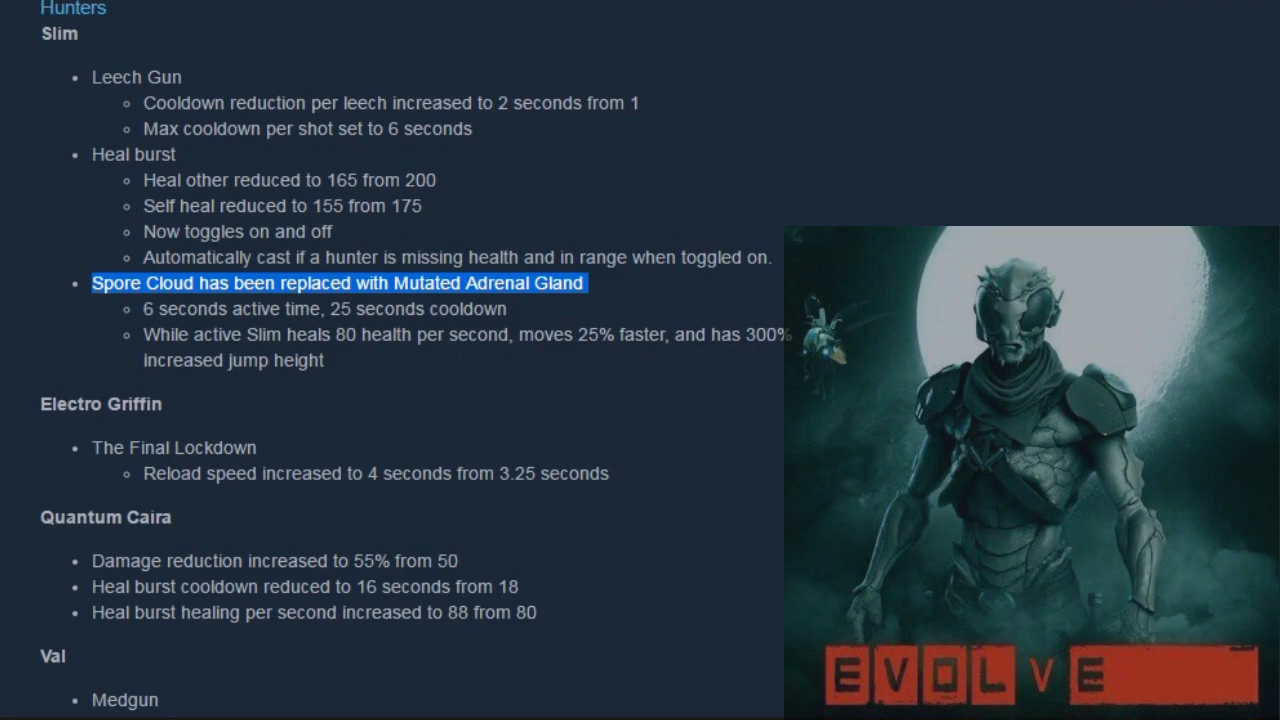 Hunters
Slim
Leech Gun
Cooldown reduction per leech increased to 2 seconds from 1
Max cooldown per shot set to 6 seconds
Heal burst
Heal other reduced to 165 from 200
Self heal reduced to 155 from 175
Now toggles on and off
Automatically cast if a hunter is missing health and in range when toggled on.
Spore Cloud has been replaced with Mutated Adrenal Gland
6 seconds active time, 25 seconds cooldown
While active Slim heals 80 health per second, moves 25% faster, and has 300%
increased jump height
Electro Griffin
The Final Lockdown
Reload speed increased to 4 seconds from 3.25 seconds
Quantum Caira
Damage reduction increased to 55% from 50
Heal burst cooldown reduced to 16 seconds from 18
Heal burst healing per second increased to 88 from 80
Val
Medgun
EVOLVE